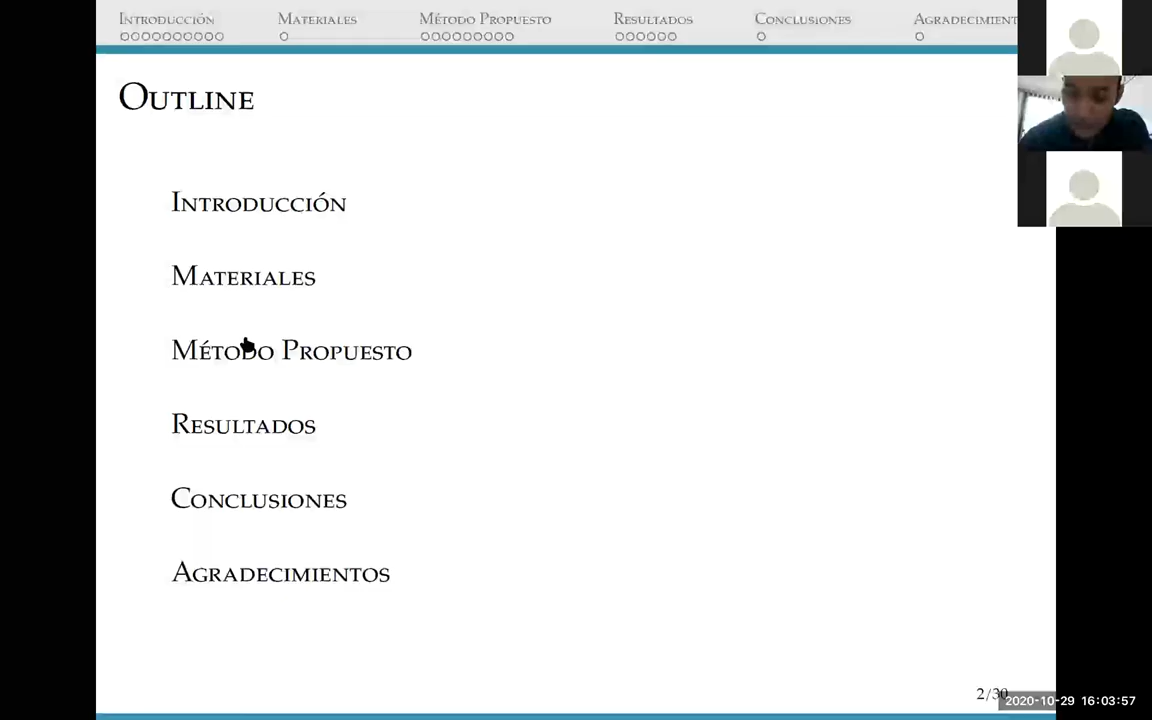 Introducción Materiales Método Propuesto Resultados Conclusiones
Outline
Introducción
Materiales
Método Propuesto
Resultados
Conclusiones
Agradecimientos
2/30
2020-10-29 16:03:57